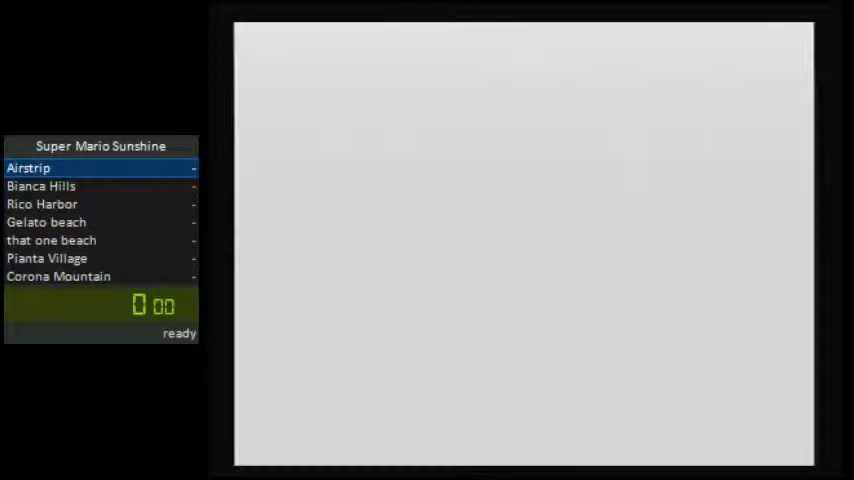 Super Mario Sunshine
Airstrip -
Bianca Hills -
Rico Harbor -
Gelato beach -
that one beach -
Pianta Village -
Corona Mountain -
0 00
ready